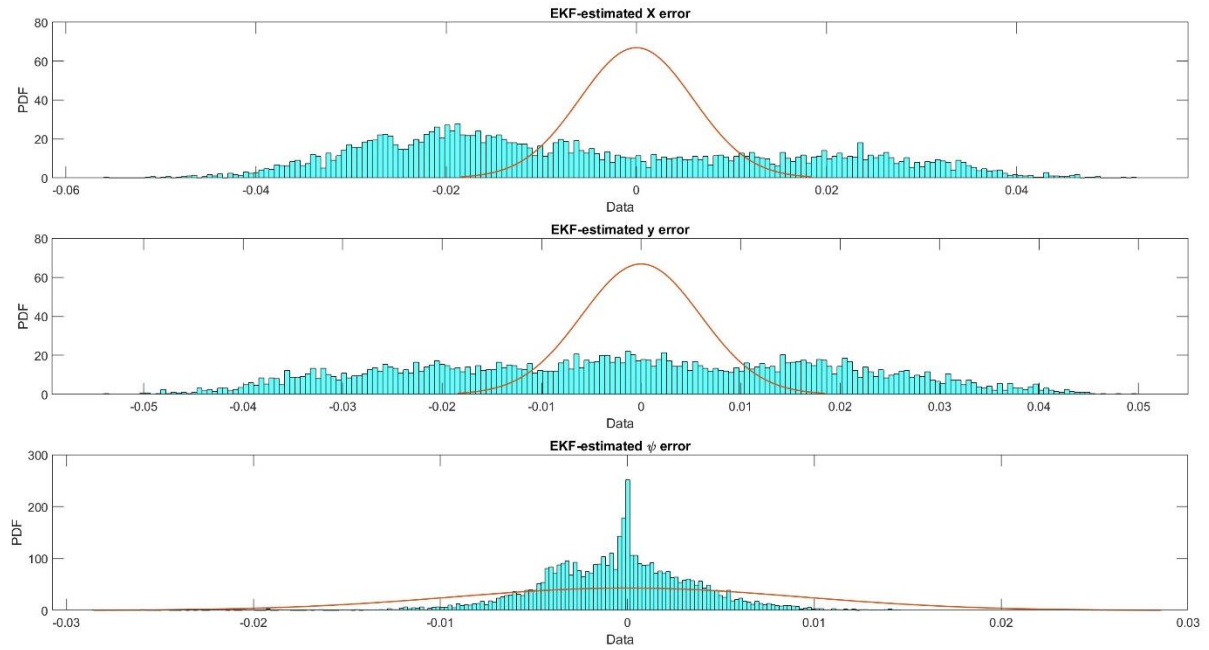 EKF-estimated X error
80
60
40
20
0
PDF
-0.06 -0.04 -0.02 0 0.02 0.04
Data
EKF-estimated y error
80
60
40
20
0
PDF
-0.05 -0.04 -0.03 -0.02 -0.01 0 0.01 0.02 0.03 0.04 0.05
Data
EKF-estimated ψ error
300
200
100
0
PDF
-0.03 -0.02 -0.01 0 0.01 0.02 0.03
Data